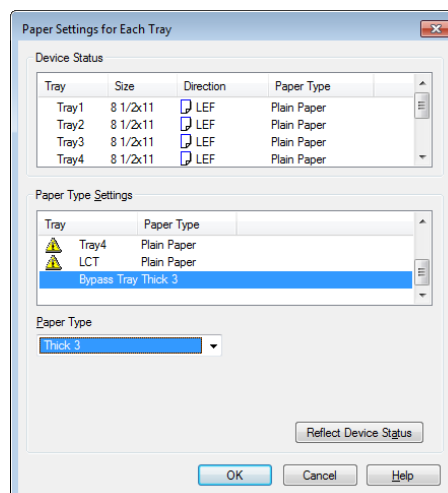 Paper Settings for Each Tray
Device Status
Tray Size Direction Paper Type
Tray1 8 1/2x11 LEF Plain Paper
Tray2 8 1/2x11 LEF Plain Paper
Tray3 8 1/2x11 LEF Plain Paper
Tray4 8 1/2x11 LEF Plain Paper
Paper Type Settings
Tray Paper Type
Tray4 Plain Paper
LCT Plain Paper
Bypass Tray Thick 3
Paper Type
Thick 3
Reflect Device Status
OK Cancel Help